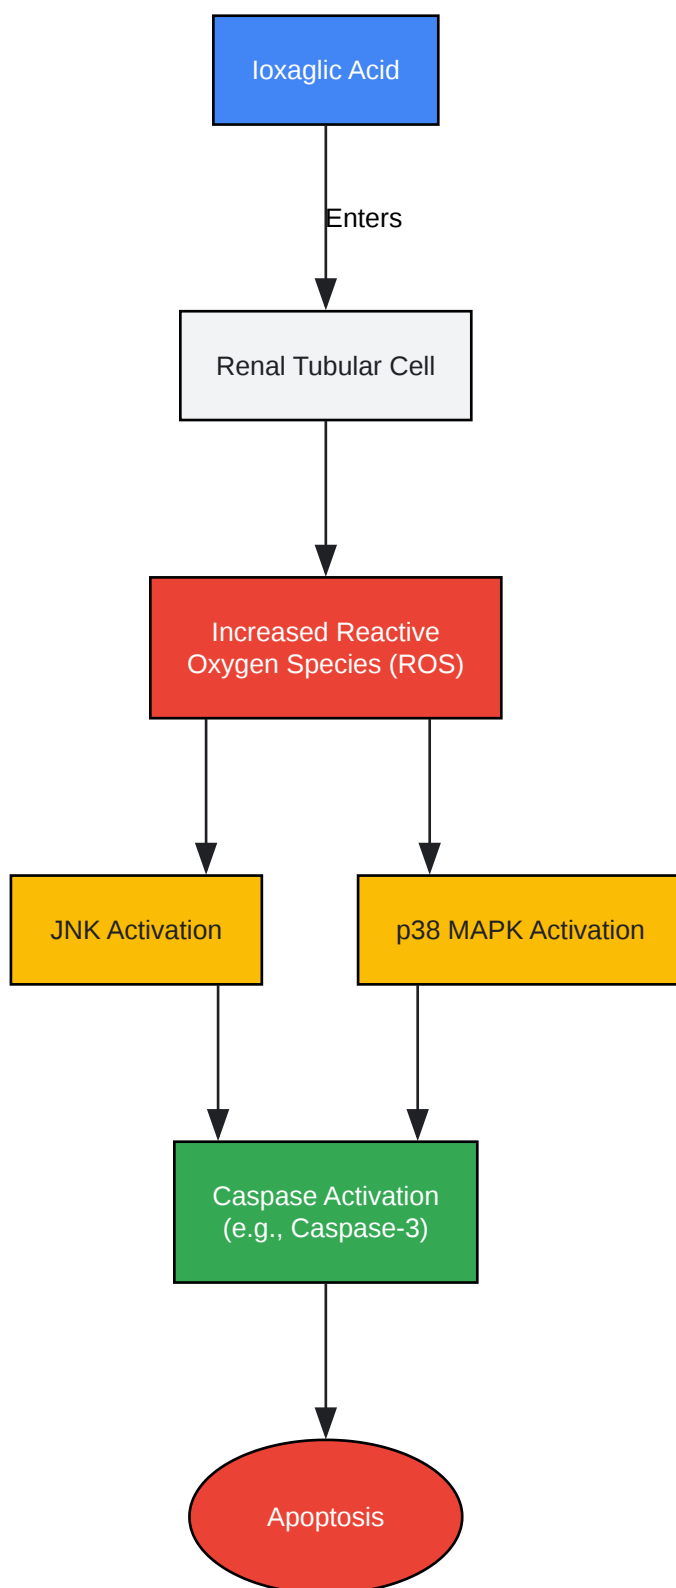 Ioxaglic Acid
Enters
Renal Tubular Cell
Increased Reactive
Oxygen Species (ROS)
JNK Activation
p38 MAPK Activation
Caspase Activation
(e.g., Caspase-3)
Apoptosis